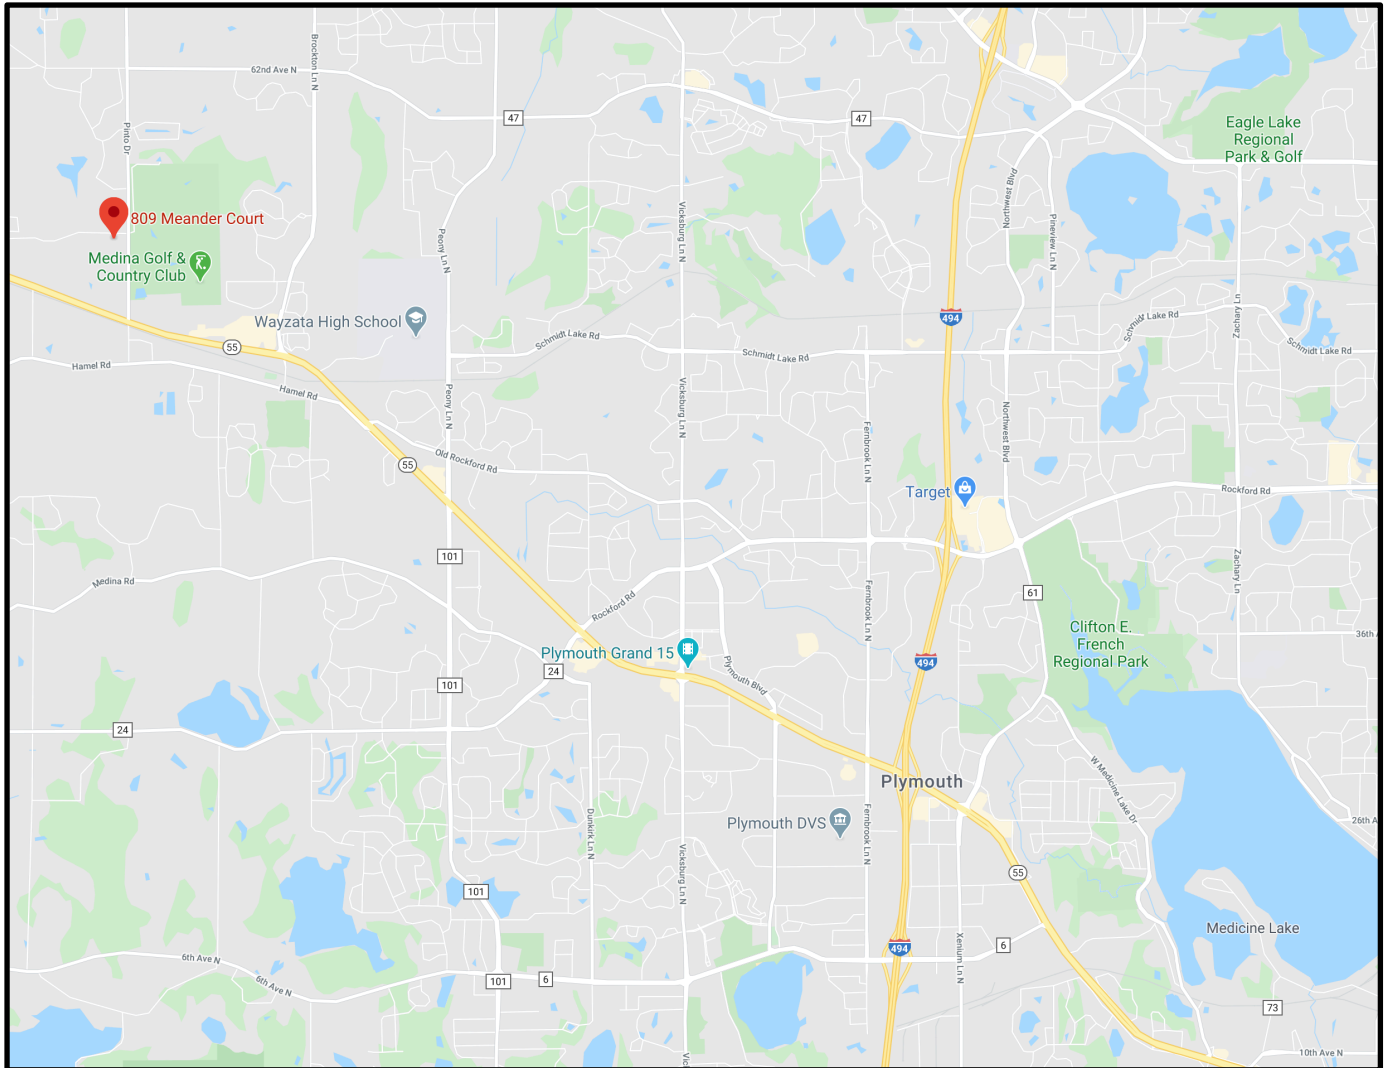 Brockton Ln N
62nd Ave N
47
47
Pinto Dr
Eagle Lake
Regional
Park & Golf
Northwest Blvd
Pineview Ln N
Vicksburg Ln N
Peony Ln N
809 Meander Court
Medina Golf &
Country Club
Wayzata High School
494
Zachary Ln
Schmidt Lake Rd
Schmidt Lake Rd
Schmidt Lake Rd
Schmidt Lake Rd
55
Hamel Rd
Hamel Rd
Peony Ln N
Vicksburg Ln N
Fernbrook Ln N
Northwest Blvd
Old Rockford Rd
55
Target
Rockford Rd
101
Medina Rd
Zachary Ln
61
Rockford Rd
Fernbrook Ln N
Clifton E.
French
Regional Park
36th A
Plymouth Grand 15
Plymouth Blvd
494
24
101
24
Plymouth
W Medicine Lake Dr
Plymouth DVS
Dunkirk Ln N
Fernbrook Ln N
26th A
Vicksburg Ln N
55
101
Medicine Lake
494
6
Xenium Ln N
6th Ave N
6th Ave N
101
6
73
10th Ave N
Vic